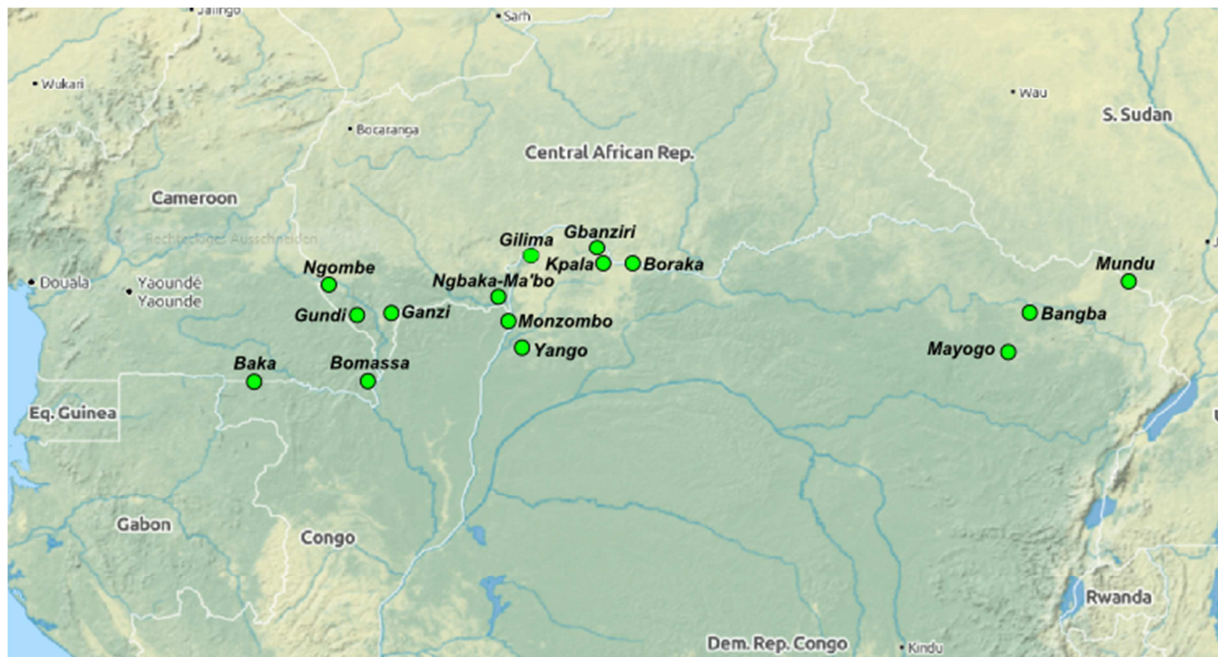 Jalingo
Sarh
Wukari
Wau
S. Sudan
Bocaranga
Central African Rep.
Cameroon
Rechteckiges Ausschneiden
Gbanziri
Gilima
Kpala
Boraka
Mundu
Ngombe
Ngbaka-Ma'bo
Douala
Yaoundé
Yaounde
Gundi
Ganzi
Monzombo
Bangba
Yango
Mayogo
Baka
Bomassa
Eq. Guinea
Gabon
Congo
Rwanda
Dem. Rep. Congo
Kindu